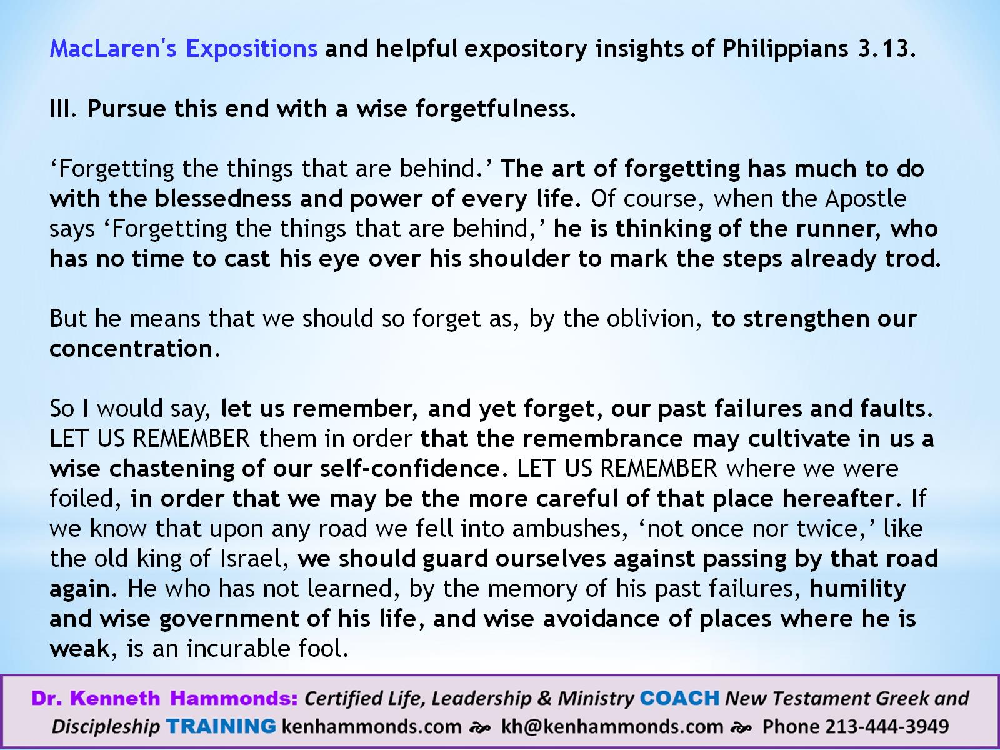 MacLaren's Expositions and helpful expository insights of Philippians 3.13.
III. Pursue this end with a wise forgetfulness.
‘Forgetting the things that are behind.’ The art of forgetting has much to do
with the blessedness and power of every life. Of course, when the Apostle
says ‘Forgetting the things that are behind,’ he is thinking of the runner, who
has no time to cast his eye over his shoulder to mark the steps already trod.
But he means that we should so forget as, by the oblivion, to strengthen our
concentration.
So I would say, let us remember, and yet forget, our past failures and faults.
LET US REMEMBER them in order that the remembrance may cultivate in us a
wise chastening of our self-confidence. LET US REMEMBER where we were
foiled, in order that we may be the more careful of that place hereafter. If
we know that upon any road we fell into ambushes, ‘not once nor twice,’ like
the old king of Israel, we should guard ourselves against passing by that road
again. He who has not learned, by the memory of his past failures, humility
and wise government of his life, and wise avoidance of places where he is
weak, is an incurable fool.
Dr. Kenneth Hammonds: Certified Life, Leadership & Ministry COACH New Testament Greek and
Discipleship TRAINING kenhammonds.com kh@kenhammonds.com Phone 213-444-3949